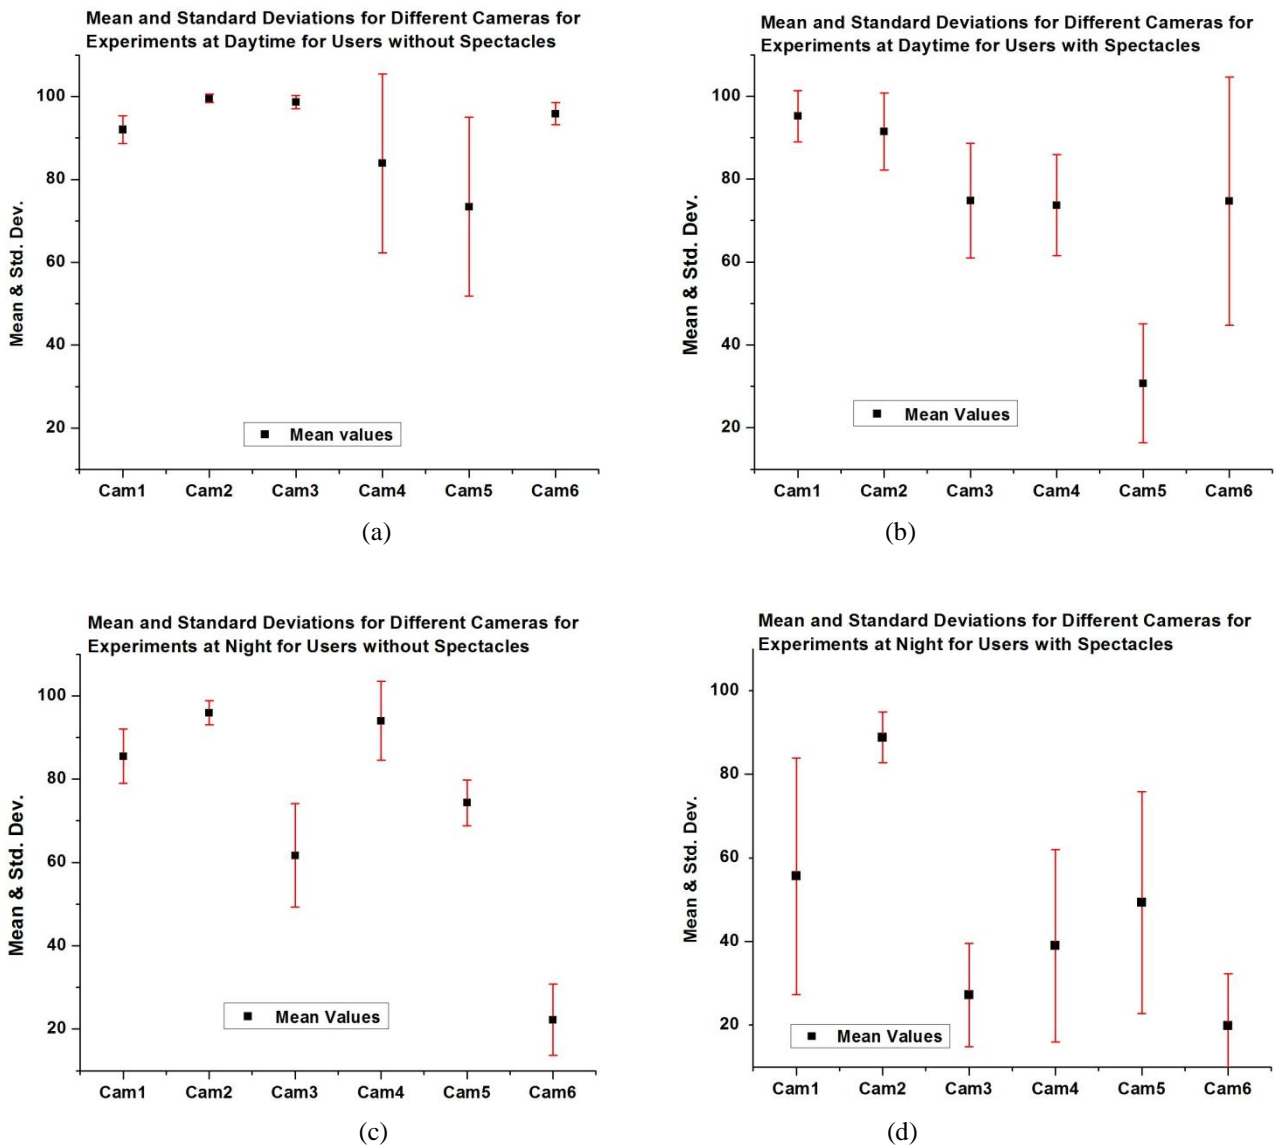 Mean and Standard Deviations for Different Cameras for
Experiments at Daytime for Users without Spectacles
Mean & Std. Dev.
100
80
60
40
20
Mean values
Cam1 Cam2 Cam3 Cam4 Cam5 Cam6
(a)
Mean and Standard Deviations for Different Cameras for
Experiments at Daytime for Users with Spectacles
Mean & Std. Dev.
100
80
60
40
20
Mean Values
Cam1 Cam2 Cam3 Cam4 Cam5 Cam6
(b)
Mean and Standard Deviations for Different Cameras for
Experiments at Night for Users without Spectacles
Mean & Std. Dev.
100
80
60
40
20
Mean Values
Cam1 Cam2 Cam3 Cam4 Cam5 Cam6
(c)
Mean and Standard Deviations for Different Cameras for
Experiments at Night for Users with Spectacles
Mean & Std. Dev.
100
80
60
40
20
Mean Values
Cam1 Cam2 Cam3 Cam4 Cam5 Cam6
(d)